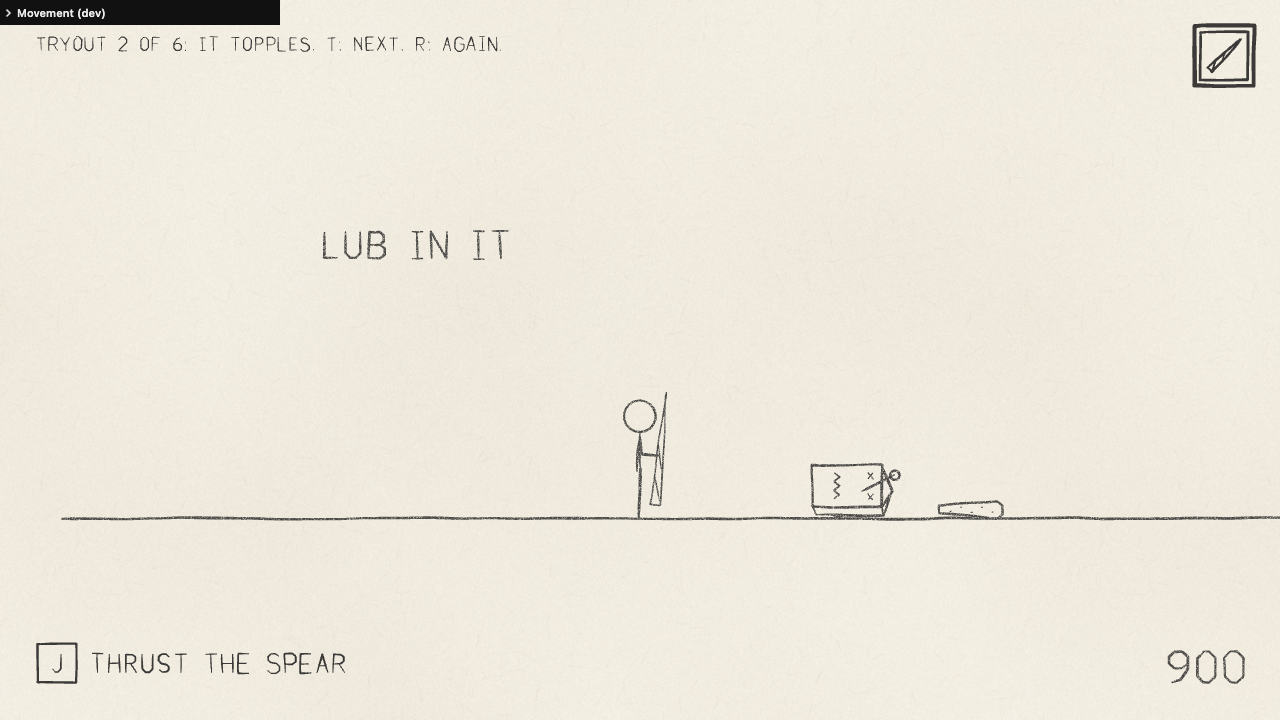 Movement (dev)
TRYOUT 2 OF 6: IT TOPPLES. T: NEXT. R: AGAIN.
LUB IN IT
J THRUST THE SPEAR
900